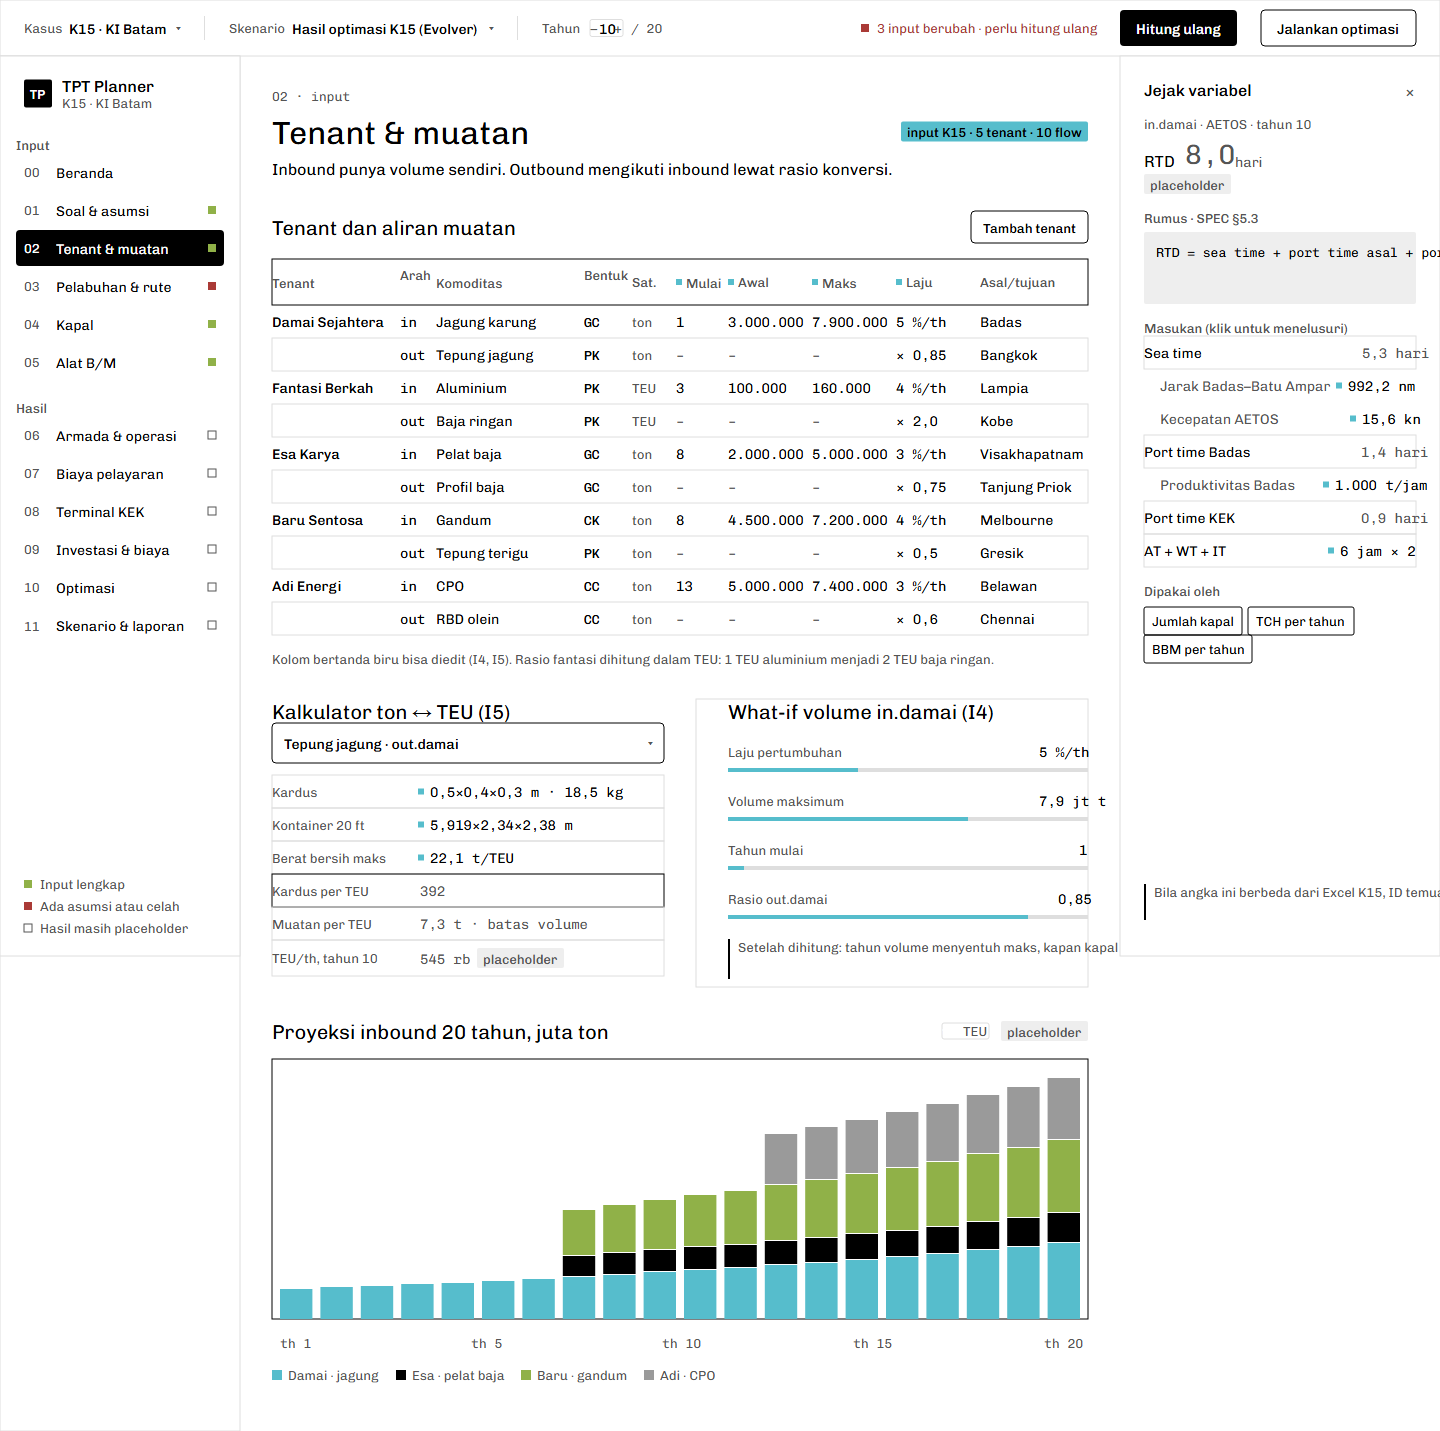 Kasus K15 · KI Batam
Skenario Hasil optimasi K15 (Evolver)
Tahun −10+ / 20
3 input berubah · perlu hitung ulang
Hitung ulang
Jalankan optimasi
TP
TPT Planner
K15 · KI Batam
Input
00 Beranda
01 Soal & asumsi
02 Tenant & muatan
03 Pelabuhan & rute
04 Kapal
05 Alat B/M
Hasil
06 Armada & operasi
07 Biaya pelayaran
08 Terminal KEK
09 Investasi & biaya
10 Optimasi
11 Skenario & laporan
Input lengkap
Ada asumsi atau celah
Hasil masih placeholder
02 · input
Tenant & muatan
input K15 · 5 tenant · 10 flow
Inbound punya volume sendiri. Outbound mengikuti inbound lewat rasio konversi.
Tenant dan aliran muatan
Tambah tenant
Tenant Arah Komoditas Bentuk Sat. Mulai Awal Maks Laju Asal/tujuan
Damai Sejahtera in Jagung karung GC ton 1 3.000.000 7.900.000 5 %/th Badas
out Tepung jagung PK ton – – – × 0,85 Bangkok
Fantasi Berkah in Aluminium PK TEU 3 100.000 160.000 4 %/th Lampia
out Baja ringan PK TEU – – – × 2,0 Kobe
Esa Karya in Pelat baja GC ton 8 2.000.000 5.000.000 3 %/th Visakhapatnam
out Profil baja GC ton – – – × 0,75 Tanjung Priok
Baru Sentosa in Gandum CK ton 8 4.500.000 7.200.000 4 %/th Melbourne
out Tepung terigu PK ton – – – × 0,5 Gresik
Adi Energi in CPO CC ton 13 5.000.000 7.400.000 3 %/th Belawan
out RBD olein CC ton – – – × 0,6 Chennai
Kolom bertanda biru bisa diedit (I4, I5). Rasio fantasi dihitung dalam TEU: 1 TEU aluminium menjadi 2 TEU baja ringan.
Kalkulator ton ↔ TEU (I5)
Tepung jagung · out.damai
Kardus 0,5×0,4×0,3 m · 18,5 kg
Kontainer 20 ft 5,919×2,34×2,38 m
Berat bersih maks 22,1 t/TEU
Kardus per TEU 392
Muatan per TEU 7,3 t · batas volume
TEU/th, tahun 10 545 rb placeholder
What-if volume in.damai (I4)
Laju pertumbuhan 5 %/th
Volume maksimum 7,9 jt t
Tahun mulai 1
Rasio out.damai 0,85
Setelah dihitung: tahun volume menyentuh maks, kapan kapal
Proyeksi inbound 20 tahun, juta ton
TEU
placeholder
th 1 th 5 th 10 th 15 th 20
Damai · jagung Esa · pelat baja Baru · gandum Adi · CPO
Jejak variabel ×
in.damai · AETOS · tahun 10
RTD 8,0 hari
placeholder
Rumus · SPEC §5.3
RTD = sea time + port time asal + por
Masukan (klik untuk menelusuri)
Sea time 5,3 hari
Jarak Badas–Batu Ampar 992,2 nm
Kecepatan AETOS 15,6 kn
Port time Badas 1,4 hari
Produktivitas Badas 1.000 t/jam
Port time KEK 0,9 hari
AT + WT + IT 6 jam × 2
Dipakai oleh
Jumlah kapal
TCH per tahun
BBM per tahun
Bila angka ini berbeda dari Excel K15, ID temua